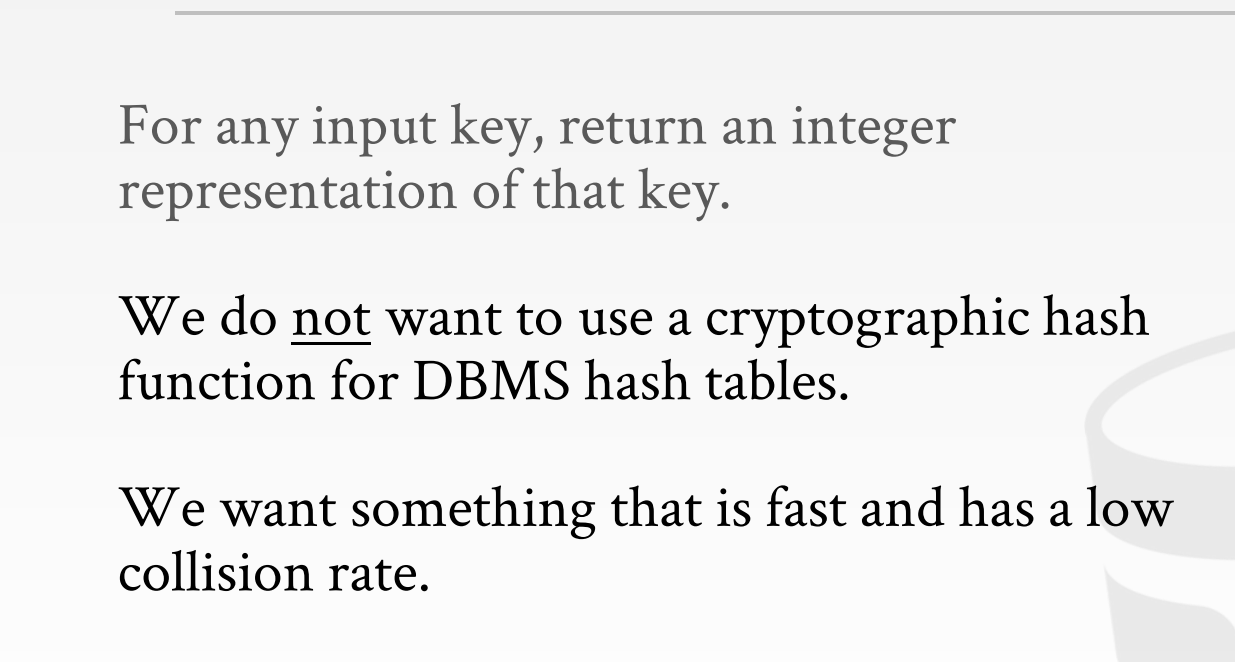 For any input key, return an integer
representation of that key.
We do not want to use a cryptographic hash
function for DBMS hash tables.
We want something that is fast and has a low
collision rate.